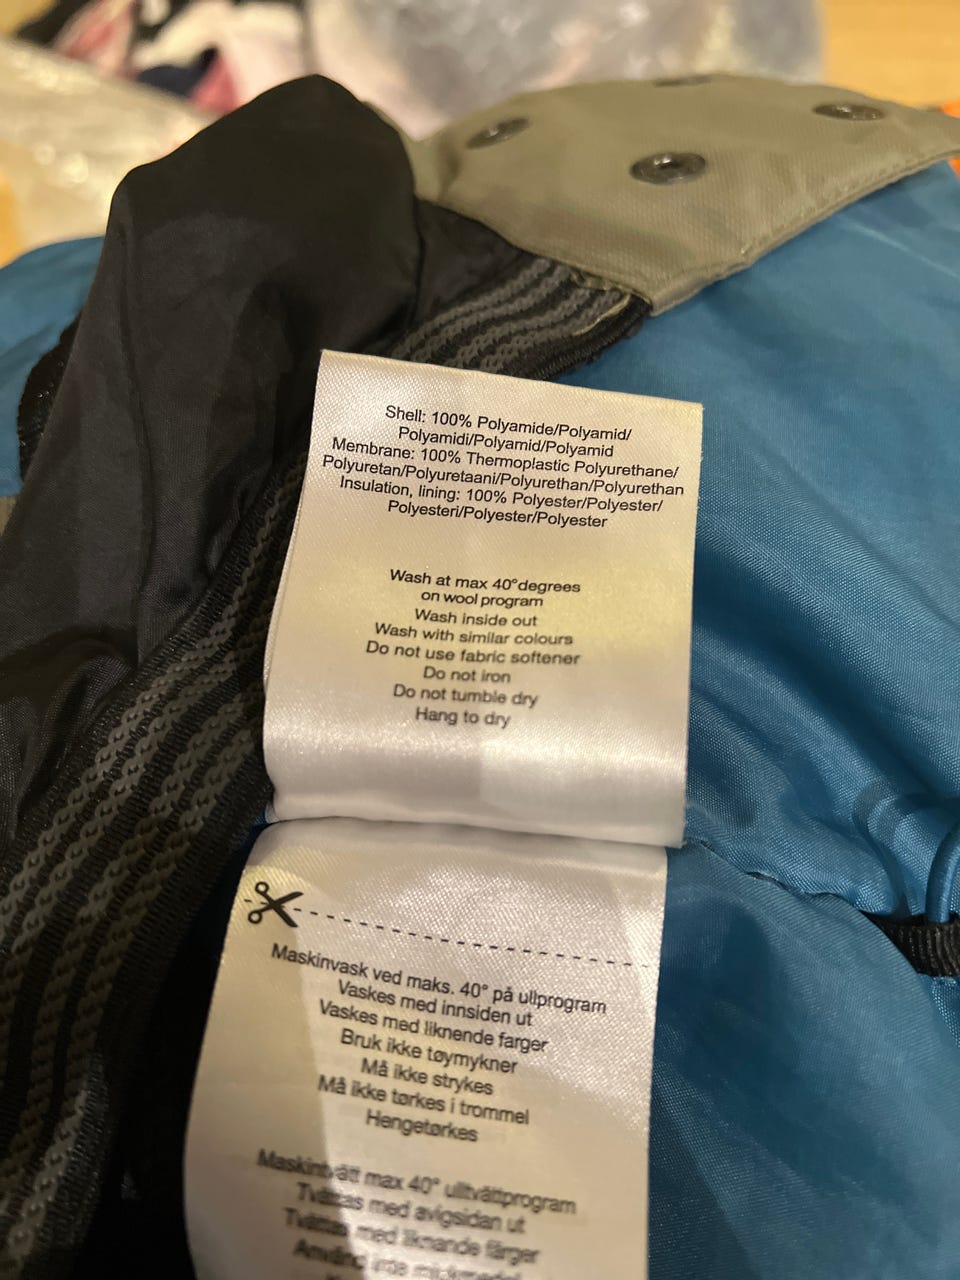 Shell: 100% Polyamide/Polyamid/
Polyamidi/Polyamid/Polyamid
Membrane: 100% Thermoplastic Polyurethane/
Polyuretan/Polyuretaani/Polyurethan/Polyurethan
Insulation, lining: 100% Polyester/Polyester/
Polyesteri/Polyester/Polyester
Wash at max 40°degrees
on wool program
Wash inside out
Wash with similar colours
Do not use fabric softener
Do not iron
Do not tumble dry
Hang to dry
Maskinvask ved maks. 40° på ullprogram
Vaskes med innsiden ut
Vaskes med liknende farger
Bruk ikke tøymykner
Må ikke strykes
Må ikke tørkes i trommel
Hengetørkes
Maskintvätt max 40° ulltvättprogram
Tvättas med avigsidan ut
Tvättas med liknande färger
Använd